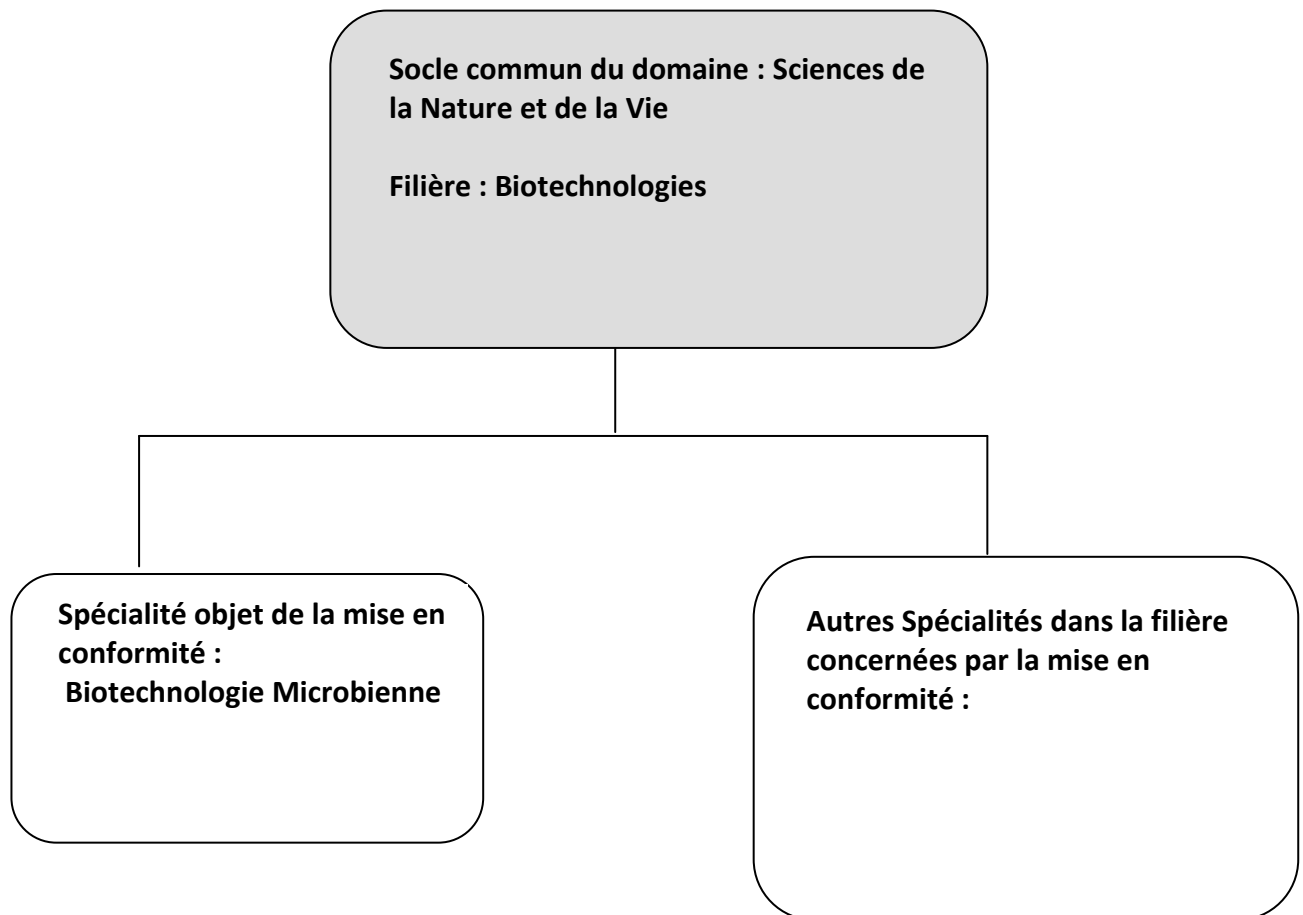 Socle commun du domaine : Sciences de
la Nature et de la Vie
Filière : Biotechnologies
Spécialité objet de la mise en
conformité :
Biotechnologie Microbienne
Autres Spécialités dans la filière
concernées par la mise en
conformité :